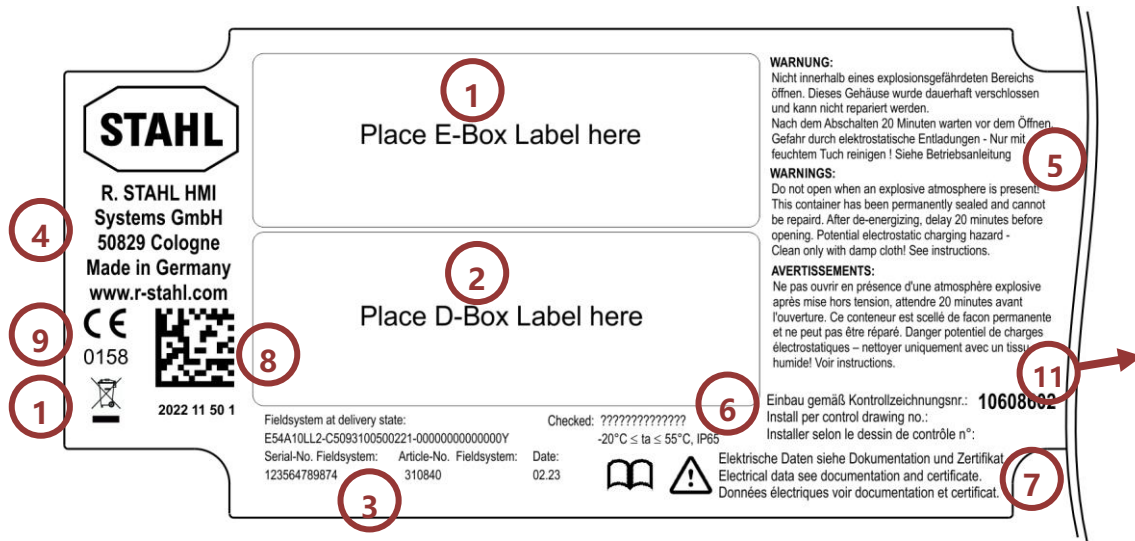 STAHL
R. STAHL HMI
Systems GmbH
50829 Cologne
Made in Germany
www.r-stahl.com
4
CE
0158
9
8
1
2022 11 50 1
1
Place E-Box Label here
2
Place D-Box Label here
Fieldsystem at delivery state:
E54A10LL2-C5093100500221-00000000000000Y
Serial-No. Fieldsystem: Article-No. Fieldsystem: Date:
123564789874 310840 02.23
3
Checked: ??????????????
-20°C ≤ ta ≤ 55°C, IP65
6
WARNUNG:
Nicht innerhalb eines explosionsgefährdeten Bereichs
öffnen. Dieses Gehäuse wurde dauerhaft verschlossen
und kann nicht repariert werden.
Nach dem Abschalten 20 Minuten warten vor dem Öffnen.
Gefahr durch elektrostatische Entladungen - Nur mit
feuchtem Tuch reinigen ! Siehe Betriebsanleitung
5
WARNINGS:
Do not open when an explosive atmosphere is present!
This container has been permanently sealed and cannot
be repaird. After de-energizing, delay 20 minutes before
opening. Potential electrostatic charging hazard -
Clean only with damp cloth! See instructions.
AVERTISSEMENTS:
Ne pas ouvrir en présence d'une atmosphère explosive
après mise hors tension, attendre 20 minutes avant
l'ouverture. Ce conteneur est scellé de facon permanente
et ne peut pas être réparé. Danger potentiel de charges
électrostatiques – nettoyer uniquement avec un tissu
humide! Voir instructions.
11
Einbau gemäß Kontrollzeichnungsnr.:
Install per control drawing no.:
Installer selon le dessin de contrôle n°:
Elektrische Daten siehe Dokumentation und Zertifikat.
Electrical data see documentation and certificate.
Données électriques voir documentation et certificat.
7